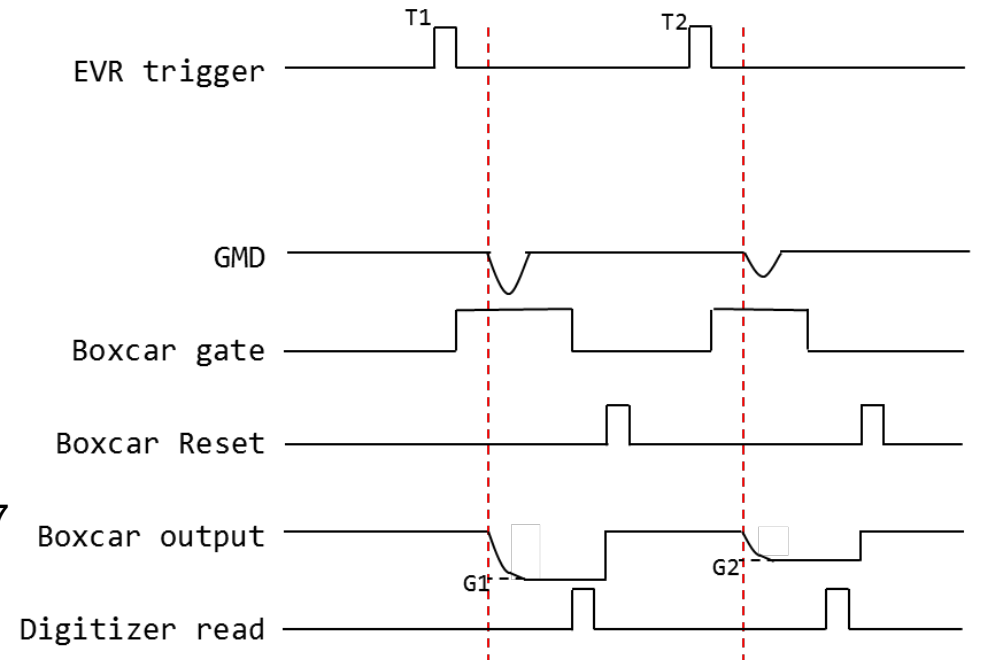 T1
T2
EVR trigger
GMD
Boxcar gate
Boxcar Reset
Boxcar output
G1
G2
Digitizer read